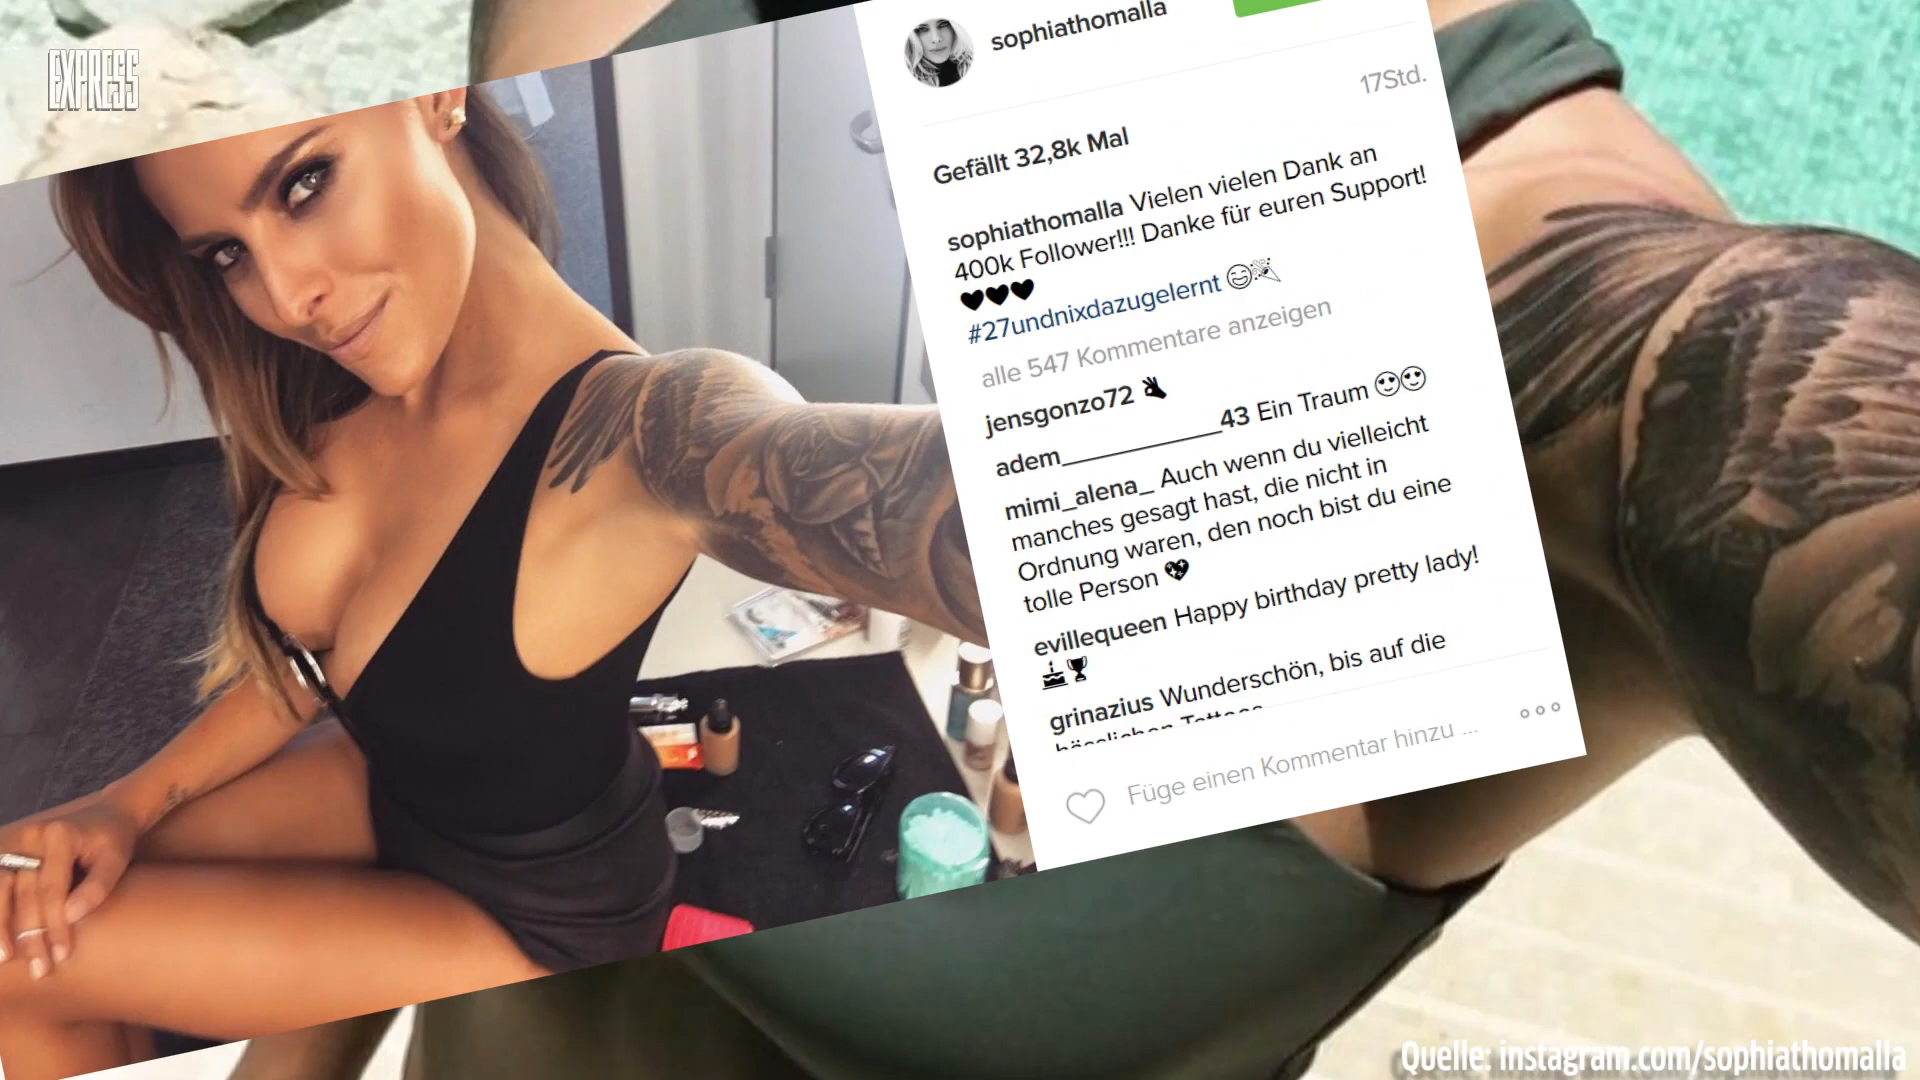 EXPRESS
sophiathomalla
17Std.
Gefällt 32,8k Mal
sophiathomalla Vielen vielen Dank an
400k Follower!!! Danke für euren Support!
🖤🖤🖤
#27undnixdazugelernt 😄🎉
alle 547 Kommentare anzeigen
jensgonzo72 👌
adem__________43 Ein Traum 😍😍
mimi_alena_ Auch wenn du vielleicht
manches gesagt hast, die nicht in
Ordnung waren, den noch bist du eine
tolle Person 💖
evillequeen Happy birthday pretty lady!
🎂🏆
grinazius Wunderschön, bis auf die
hässlichen Tattoos
Füge einen Kommentar hinzu ...
Quelle: instagram.com/sophiathomalla